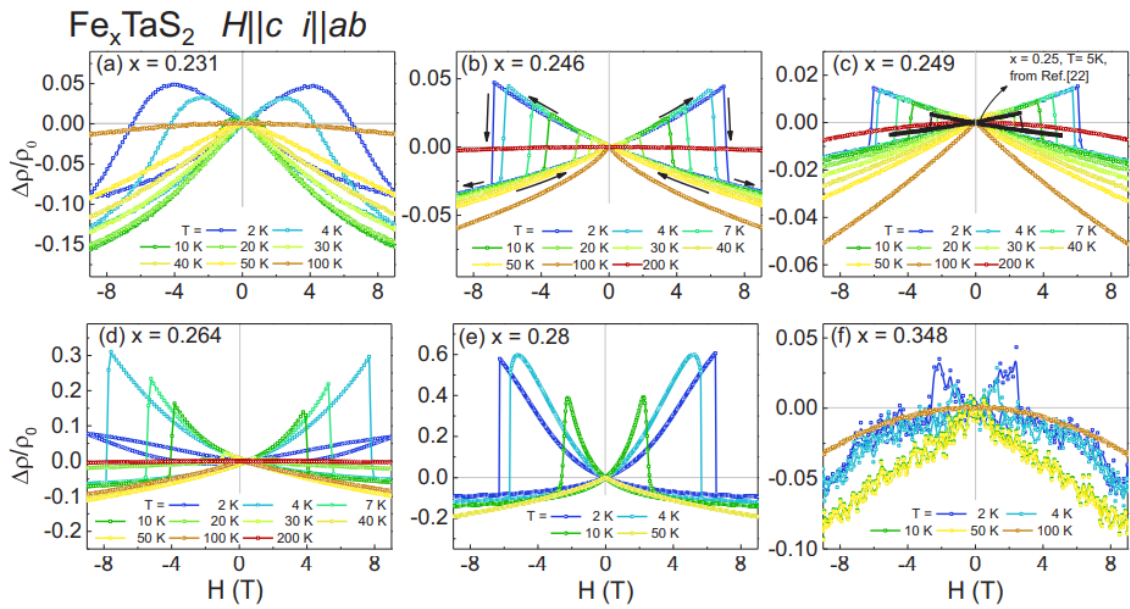 FeₓTaS₂ H||c i||ab
(a) x = 0.231
0.05
0.00
-0.05
-0.10
-0.15
Δρ/ρ₀
T = 2 K 4 K
10 K 20 K 30 K
40 K 50 K 100 K
-8 -4 0 4 8
(b) x = 0.246
0.05
0.00
-0.05
T = 2 K 4 K 7 K
10 K 20 K 30 K 40 K
50 K 100 K 200 K
-8 -4 0 4 8
(c) x = 0.249
x = 0.25, T= 5K,
from Ref.[22]
0.02
0.00
-0.02
-0.04
-0.06
T = 2 K 4 K 7 K
10 K 20 K 30 K 40 K
50 K 100 K 200 K
-8 -4 0 4 8
(d) x = 0.264
0.3
0.2
0.1
0.0
-0.1
-0.2
Δρ/ρ₀
T = 2 K 4 K 7 K
10 K 20 K 30 K 40 K
50 K 100 K 200 K
-8 -4 0 4 8
H (T)
(e) x = 0.28
0.6
0.4
0.2
0.0
-0.2
T = 2 K 4 K
10 K 50 K
-8 -4 0 4 8
H (T)
(f) x = 0.348
0.05
0.00
-0.05
-0.10
T = 2 K 4 K
10 K 50 K 100 K
-8 -4 0 4 8
H (T)